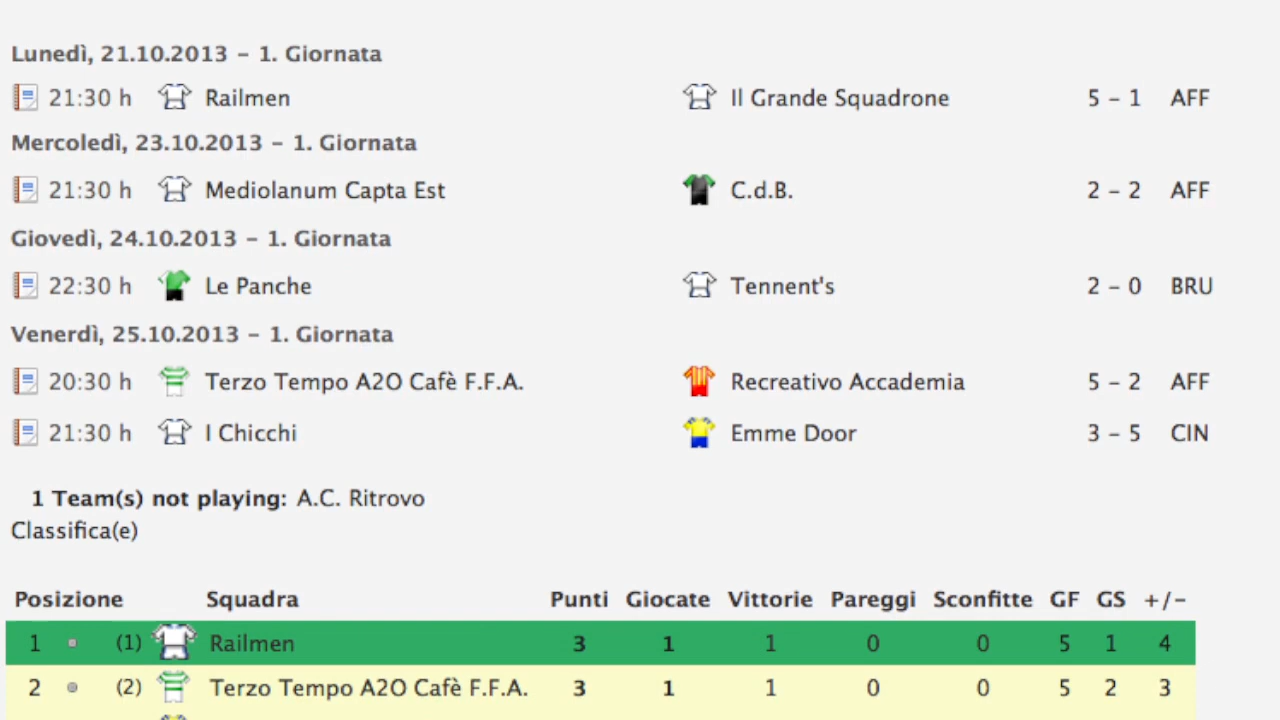 Lunedì, 21.10.2013 – 1. Giornata
21:30 h Railmen Il Grande Squadrone 5 – 1 AFF
Mercoledì, 23.10.2013 – 1. Giornata
21:30 h Mediolanum Capta Est C.d.B. 2 – 2 AFF
Giovedì, 24.10.2013 – 1. Giornata
22:30 h Le Panche Tennent's 2 – 0 BRU
Venerdì, 25.10.2013 – 1. Giornata
20:30 h Terzo Tempo A2O Cafè F.F.A. Recreativo Accademia 5 – 2 AFF
21:30 h I Chicchi Emme Door 3 – 5 CIN
1 Team(s) not playing: A.C. Ritrovo
Classifica(e)
Posizione Squadra Punti Giocate Vittorie Pareggi Sconfitte GF GS +/-
1 (1) Railmen 3 1 1 0 0 5 1 4
2 (2) Terzo Tempo A2O Cafè F.F.A. 3 1 1 0 0 5 2 3